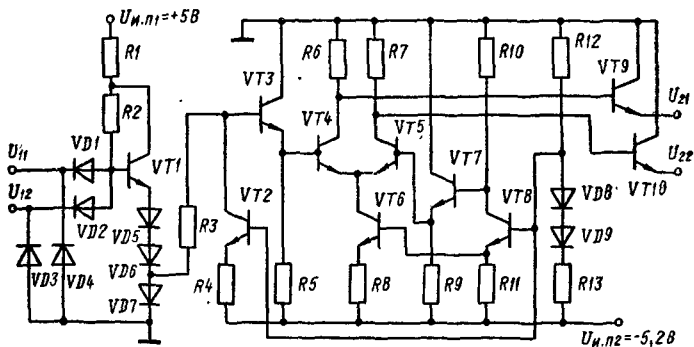 Uи.п1=+5В
R1
R2
VD1
U11
U12
VD2
VT1
VD5
VD6
VD7
VD3
VD4
R3
VT3
VT2
R4
R5
R6
R7
VT4
VT5
VT6
R8
R9
VT7
R10
VT8
R11
R12
VD8
VD9
R13
VT9
U21
U22
VT10
Uи.п2=-5,2В